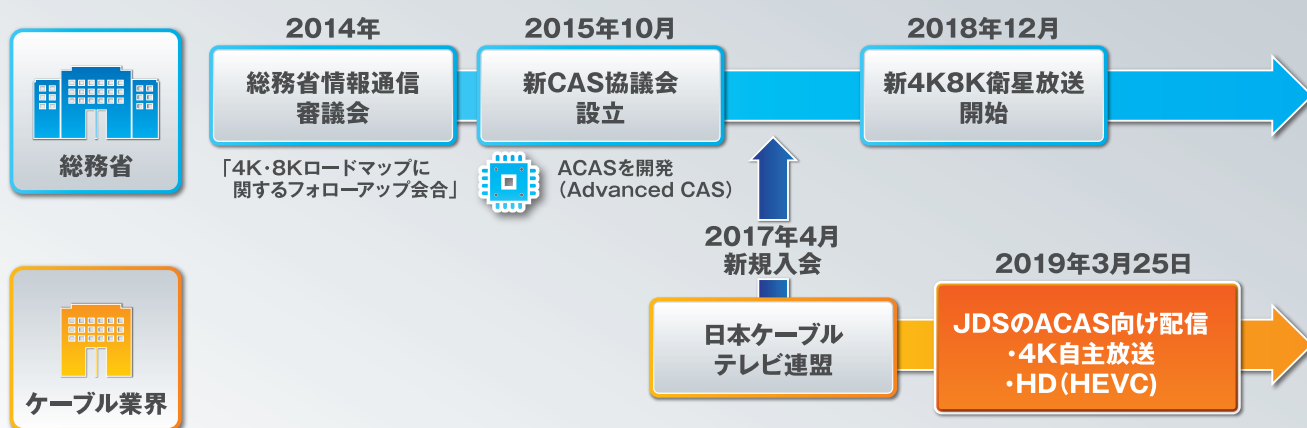 総務省
2014年
総務省情報通信
審議会
「4K・8Kロードマップに
関するフォローアップ会合」
2015年10月
新CAS協議会
設立
ACASを開発
（Advanced CAS）
2018年12月
新4K8K衛星放送
開始
ケーブル業界
2017年4月
新規入会
日本ケーブル
テレビ連盟
2019年3月25日
JDSのACAS向け配信
・4K自主放送
・HD（HEVC)